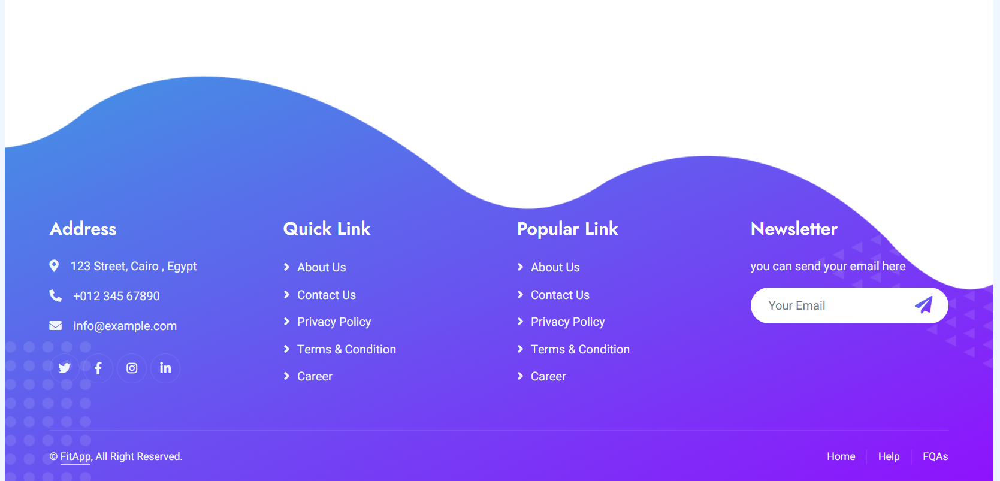 Address
123 Street, Cairo , Egypt
+012 345 67890
info@example.com
Quick Link
About Us
Contact Us
Privacy Policy
Terms & Condition
Career
Popular Link
About Us
Contact Us
Privacy Policy
Terms & Condition
Career
Newsletter
you can send your email here
Your Email
© FitApp, All Right Reserved.
Home
Help
FQAs